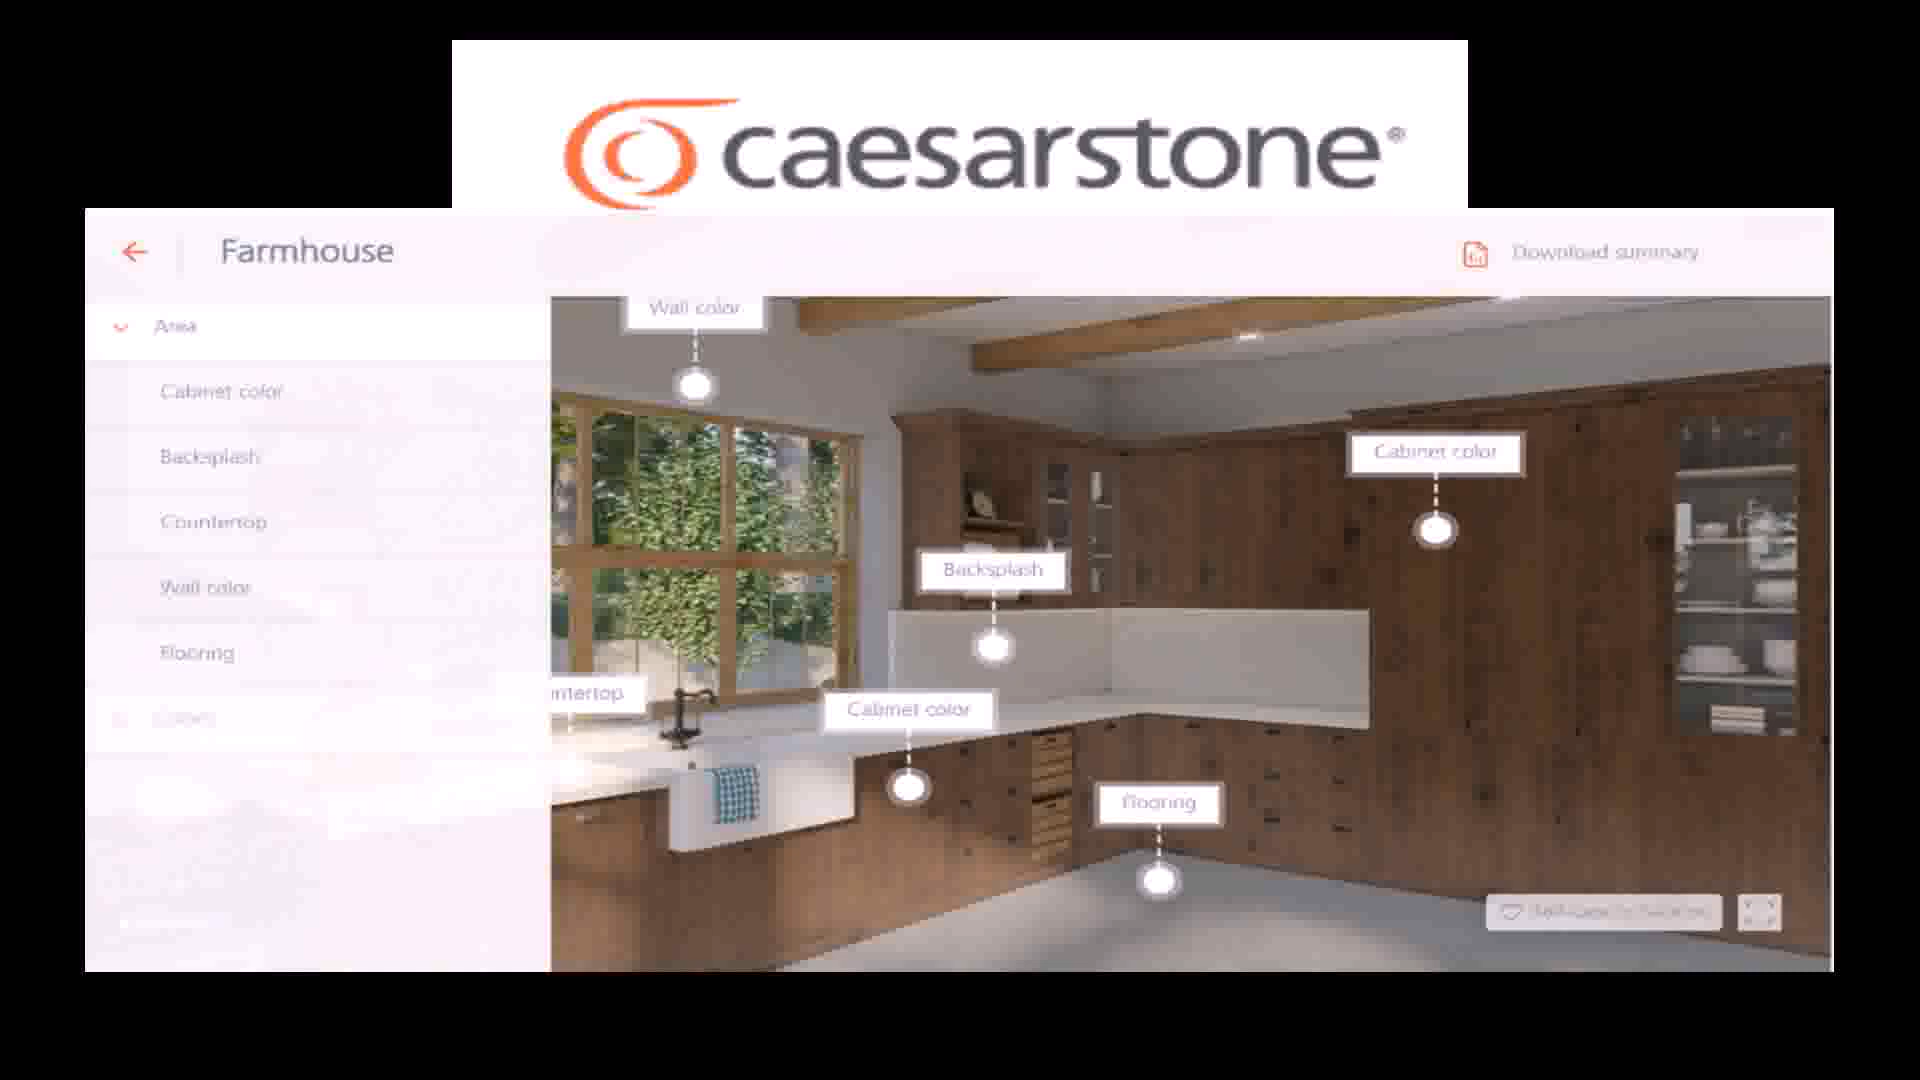 caesarstone®
Farmhouse
Download summary
Area
Cabinet color
Backsplash
Countertop
Wall color
Flooring
Wall color
Cabinet color
Backsplash
ntertop
Cabinet color
Flooring